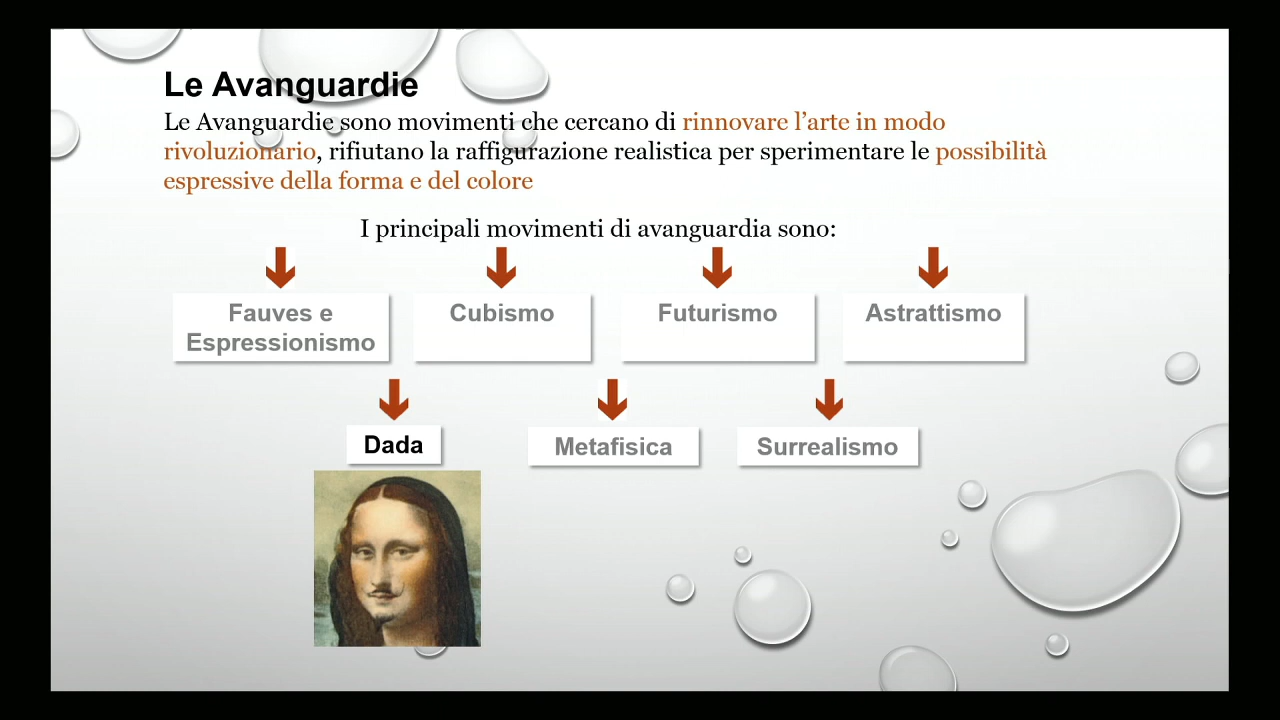 Le Avanguardie
Le Avanguardie sono movimenti che cercano di rinnovare l’arte in modo
rivoluzionario, rifiutano la raffigurazione realistica per sperimentare le possibilità
espressive della forma e del colore
I principali movimenti di avanguardia sono:
Fauves e
Espressionismo
Cubismo
Futurismo
Astrattismo
Dada
Metafisica
Surrealismo